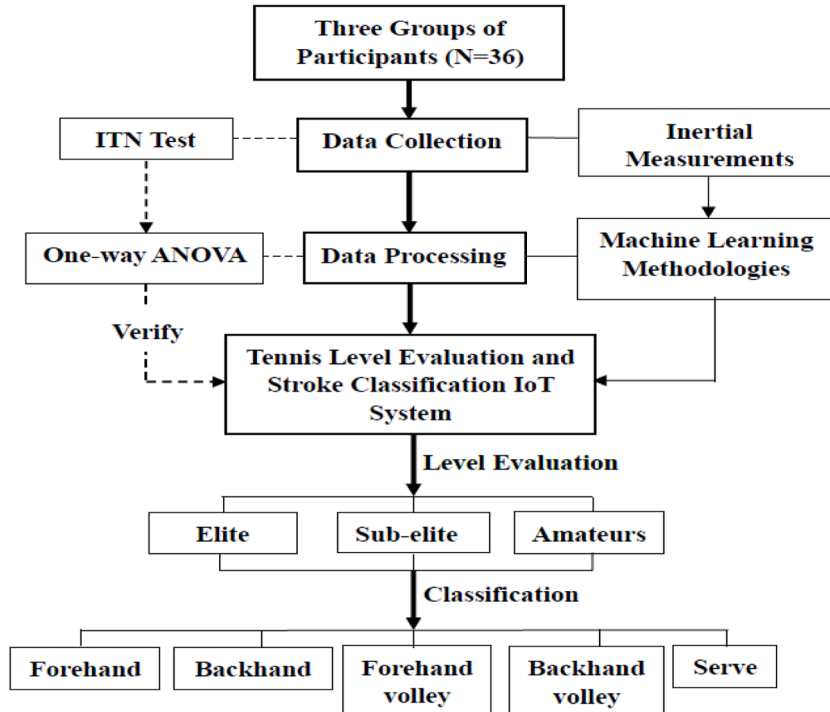 Three Groups of
Participants (N=36)
ITN Test
Data Collection
Inertial
Measurements
One-way ANOVA
Data Processing
Machine Learning
Methodologies
Verify
Tennis Level Evaluation and
Stroke Classification IoT
System
Level Evaluation
Elite
Sub-elite
Amateurs
Classification
Forehand
Backhand
Forehand
volley
Backhand
volley
Serve